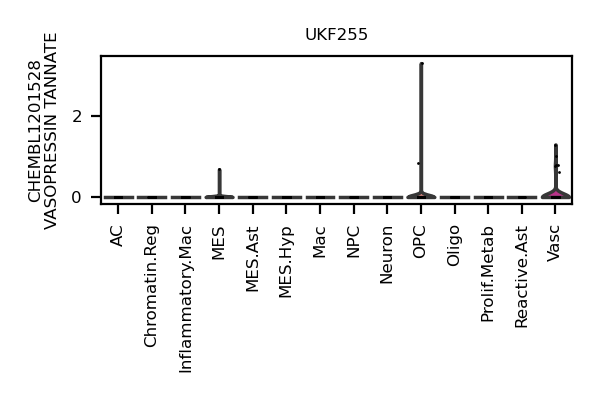 UKF255
CHEMBL1201528
VASOPRESSIN TANNATE
2
0
AC
Chromatin.Reg
Inflammatory.Mac
MES
MES.Ast
MES.Hyp
Mac
NPC
Neuron
OPC
Oligo
Prolif.Metab
Reactive.Ast
Vasc